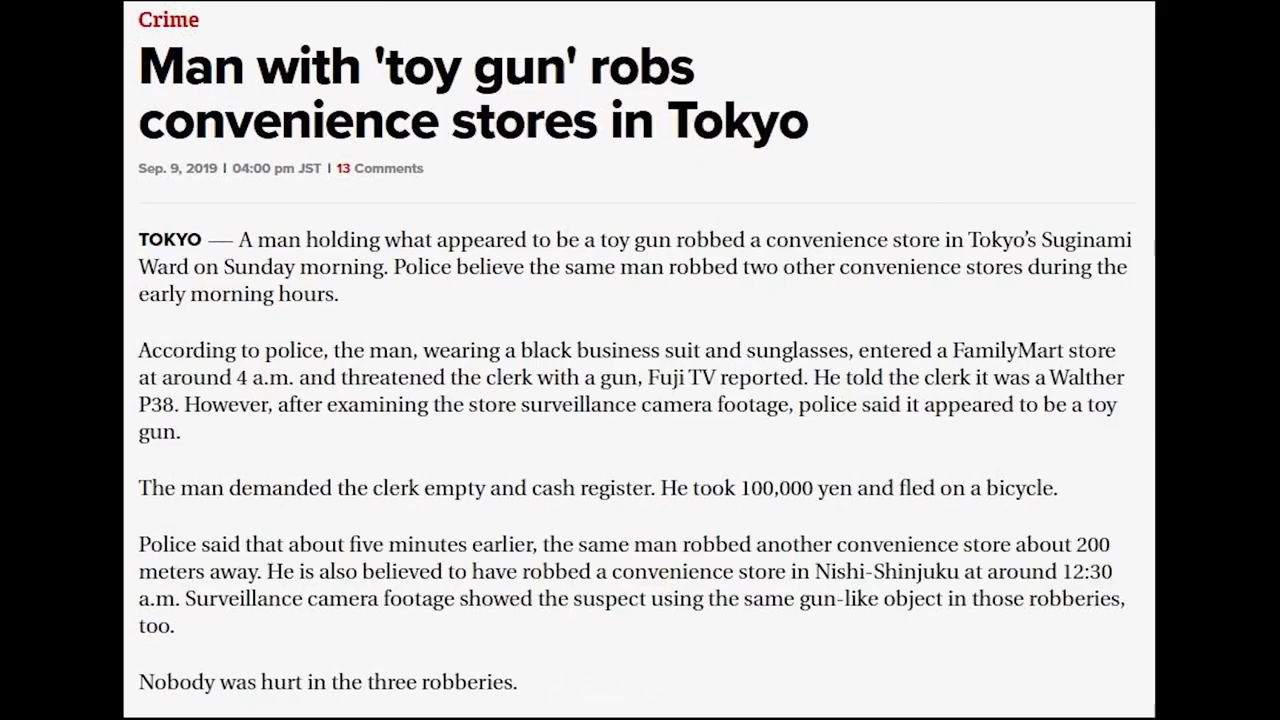 Crime
Man with 'toy gun' robs
convenience stores in Tokyo
Sep. 9, 2019 | 04:00 pm JST | 13 Comments
TOKYO — A man holding what appeared to be a toy gun robbed a convenience store in Tokyo's Suginami
Ward on Sunday morning. Police believe the same man robbed two other convenience stores during the
early morning hours.
According to police, the man, wearing a black business suit and sunglasses, entered a FamilyMart store
at around 4 a.m. and threatened the clerk with a gun, Fuji TV reported. He told the clerk it was a Walther
P38. However, after examining the store surveillance camera footage, police said it appeared to be a toy
gun.
The man demanded the clerk empty and cash register. He took 100,000 yen and fled on a bicycle.
Police said that about five minutes earlier, the same man robbed another convenience store about 200
meters away. He is also believed to have robbed a convenience store in Nishi-Shinjuku at around 12:30
a.m. Surveillance camera footage showed the suspect using the same gun-like object in those robberies,
too.
Nobody was hurt in the three robberies.